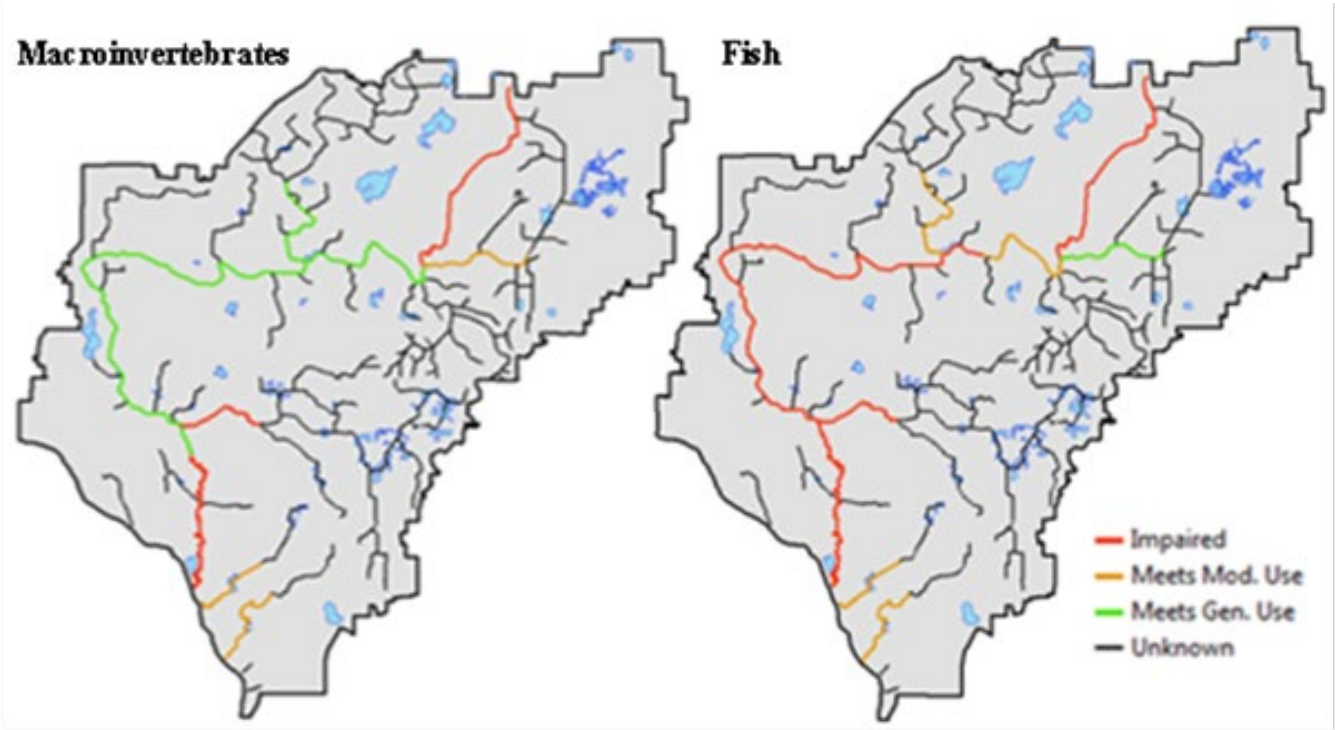 Macroinvertebrates
Fish
Impaired
Meets Mod. Use
Meets Gen. Use
Unknown